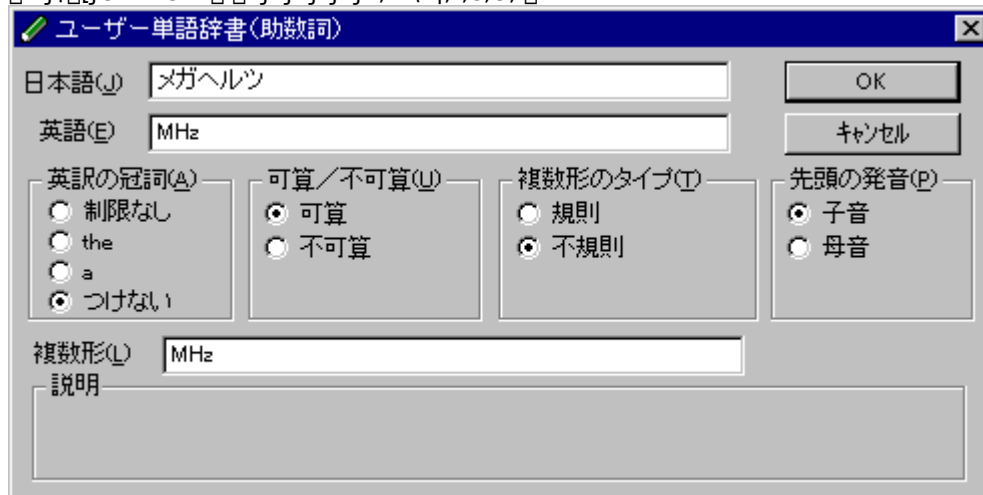 ユーザー単語辞書(助数詞)
日本語(J) メガヘルツ OK
英語(E) MHz キャンセル
英訳の冠詞(A) 可算／不可算(U) 複数形のタイプ(T) 先頭の発音(P)
制限なし 可算 規則 子音
the 不可算 不規則 母音
a
つけない
複数形(L) MHz
説明